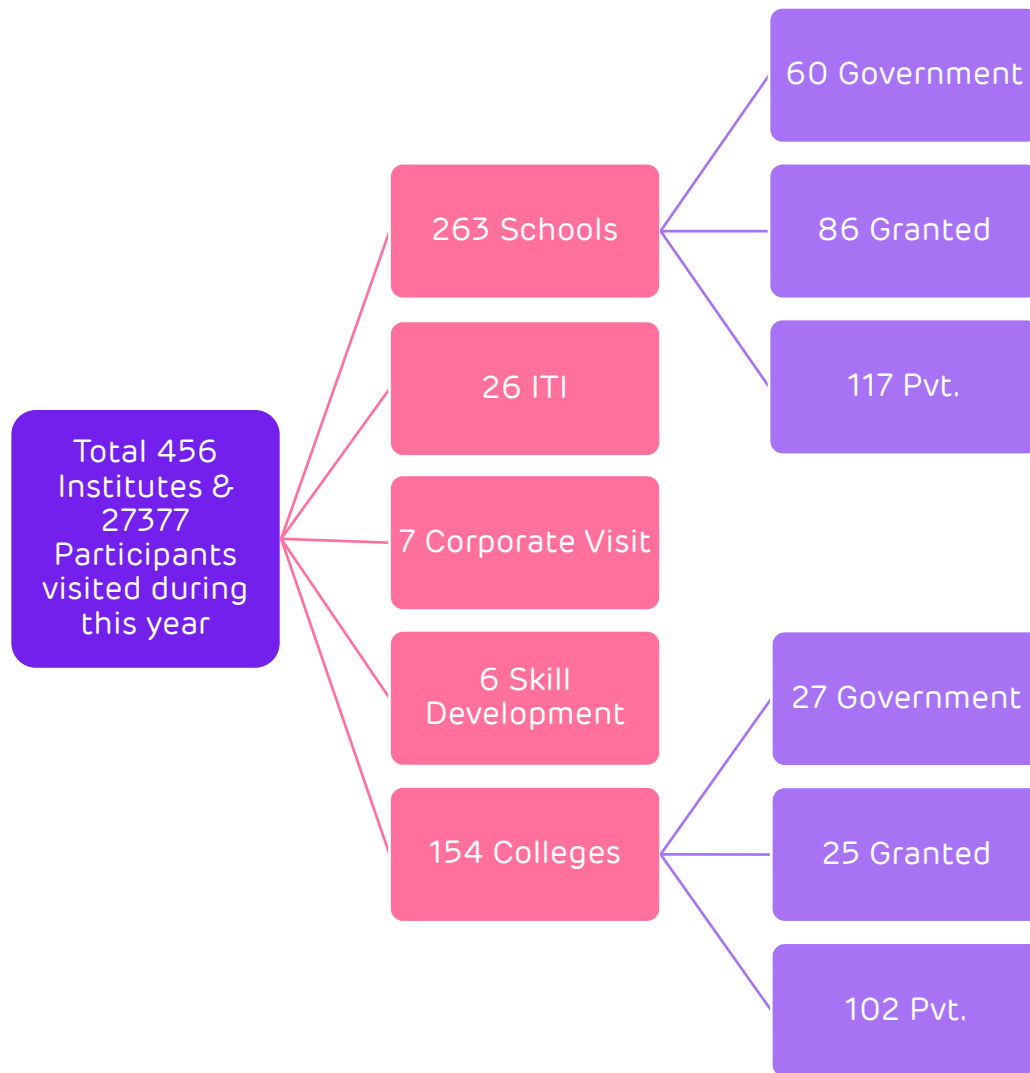 Total 456
Institutes &
27377
Participants
visited during
this year
263 Schools
26 ITI
7 Corporate Visit
6 Skill
Development
154 Colleges
60 Government
86 Granted
117 Pvt.
27 Government
25 Granted
102 Pvt.